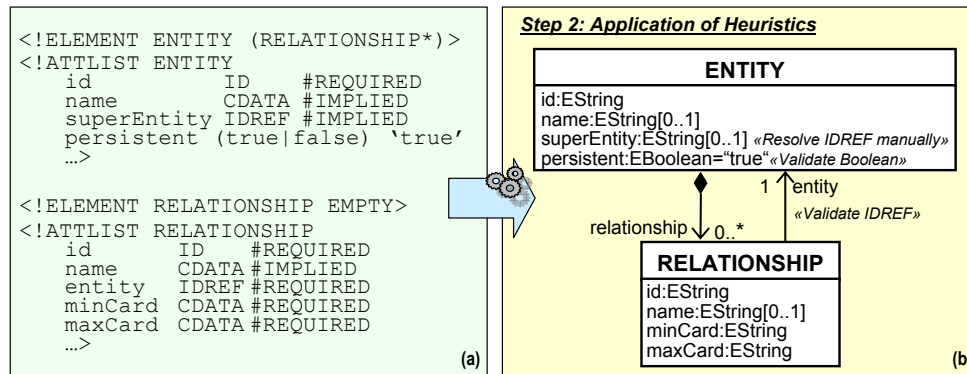 <!ELEMENT ENTITY (RELATIONSHIP*)>
<!ATTLIST ENTITY
id ID #REQUIRED
name CDATA #IMPLIED
superEntity IDREF #IMPLIED
persistent (true|false) ‘true’
…>
<!ELEMENT RELATIONSHIP EMPTY>
<!ATTLIST RELATIONSHIP
id ID #REQUIRED
name CDATA #IMPLIED
entity IDREF #REQUIRED
minCard CDATA #REQUIRED
maxCard CDATA #REQUIRED
…>
(a)
Step 2: Application of Heuristics
ENTITY
id:EString
name:EString[0..1]
superEntity:EString[0..1] «Resolve IDREF manually»
persistent:EBoolean=“true“ «Validate Boolean»
1 entity
«Validate IDREF»
relationship 0..*
RELATIONSHIP
id:EString
name:EString[0..1]
minCard:EString
maxCard:EString
(b